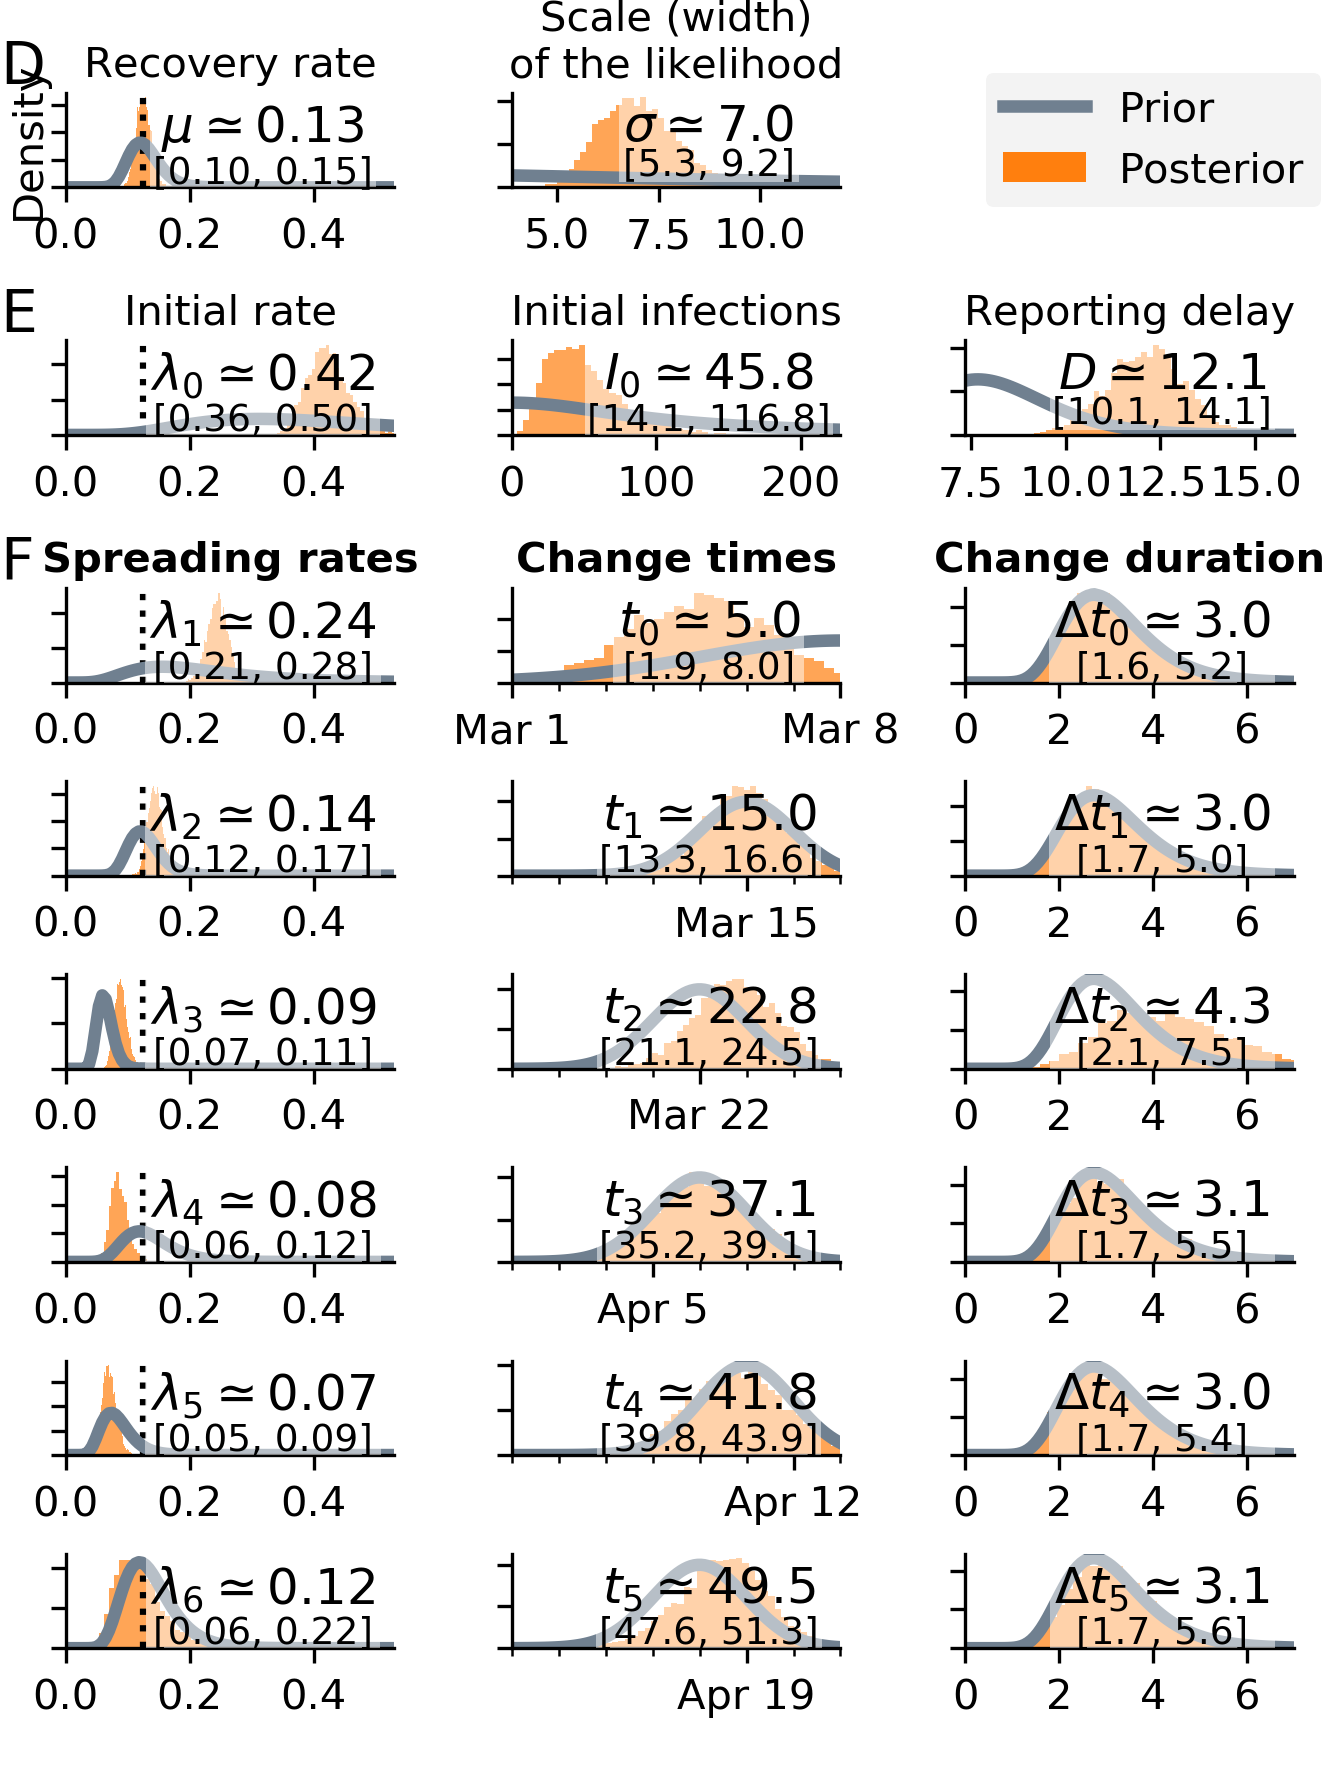 D
Recovery rate
Scale (width)
of the likelihood
Density
μ ≃ 0.13
[0.10, 0.15]
0.0 0.2 0.4
σ ≃ 7.0
[5.3, 9.2]
5.0 7.5 10.0
Prior
Posterior
E
Initial rate
λ0 ≃ 0.42
[0.36, 0.50]
0.0 0.2 0.4
Initial infections
I0 ≃ 45.8
[14.1, 116.8]
0 100 200
Reporting delay
D ≃ 12.1
[10.1, 14.1]
7.5 10.0 12.5 15.0
F
Spreading rates Change times Change duration
λ1 ≃ 0.24
[0.21, 0.28]
0.0 0.2 0.4
t0 ≃ 5.0
[1.9, 8.0]
Mar 1 Mar 8
Δt0 ≃ 3.0
[1.6, 5.2]
0 2 4 6
λ2 ≃ 0.14
[0.12, 0.17]
0.0 0.2 0.4
t1 ≃ 15.0
[13.3, 16.6]
Mar 15
Δt1 ≃ 3.0
[1.7, 5.0]
0 2 4 6
λ3 ≃ 0.09
[0.07, 0.11]
0.0 0.2 0.4
t2 ≃ 22.8
[21.1, 24.5]
Mar 22
Δt2 ≃ 4.3
[2.1, 7.5]
0 2 4 6
λ4 ≃ 0.08
[0.06, 0.12]
0.0 0.2 0.4
t3 ≃ 37.1
[35.2, 39.1]
Apr 5
Δt3 ≃ 3.1
[1.7, 5.5]
0 2 4 6
λ5 ≃ 0.07
[0.05, 0.09]
0.0 0.2 0.4
t4 ≃ 41.8
[39.8, 43.9]
Apr 12
Δt4 ≃ 3.0
[1.7, 5.4]
0 2 4 6
λ6 ≃ 0.12
[0.06, 0.22]
0.0 0.2 0.4
t5 ≃ 49.5
[47.6, 51.3]
Apr 19
Δt5 ≃ 3.1
[1.7, 5.6]
0 2 4 6